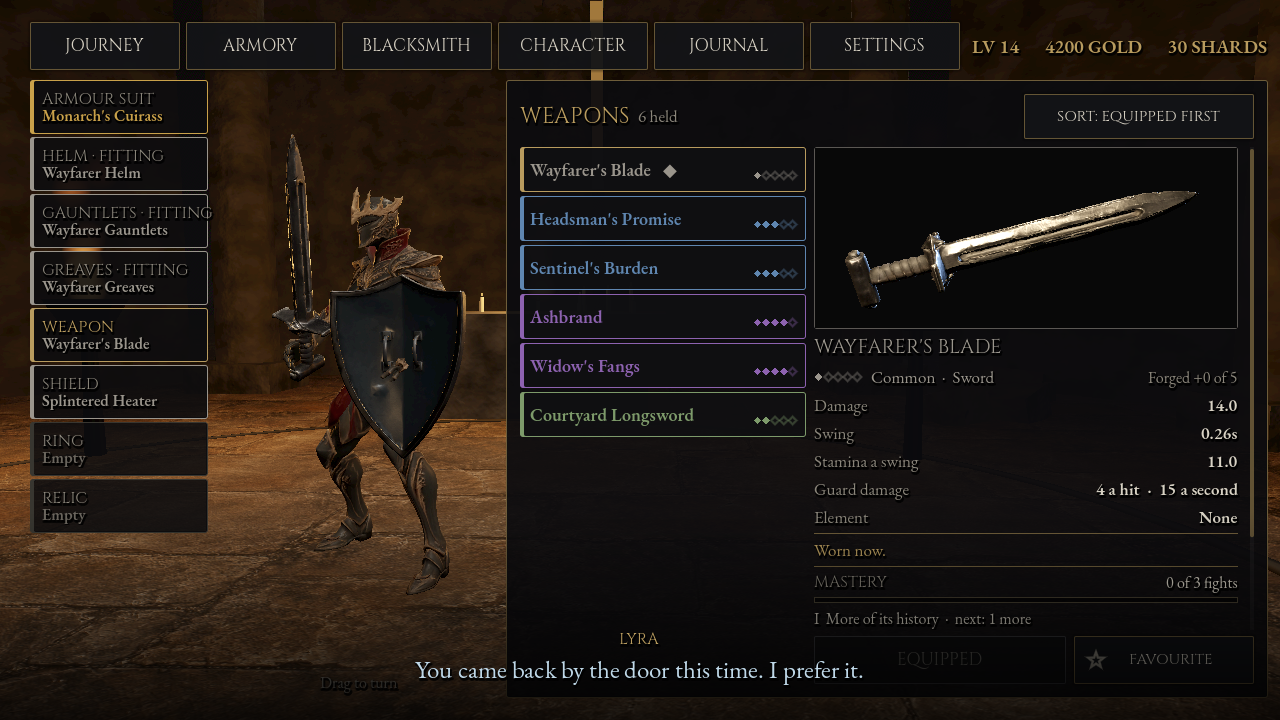 JOURNEY
ARMORY
BLACKSMITH
CHARACTER
JOURNAL
SETTINGS
LV 14
4200 GOLD
30 SHARDS
ARMOUR SUIT
Monarch's Cuirass
HELM · FITTING
Wayfarer Helm
GAUNTLETS · FITTING
Wayfarer Gauntlets
GREAVES · FITTING
Wayfarer Greaves
WEAPON
Wayfarer's Blade
SHIELD
Splintered Heater
RING
Empty
RELIC
Empty
WEAPONS 6 held
SORT: EQUIPPED FIRST
Wayfarer's Blade
Headsman's Promise
Sentinel's Burden
Ashbrand
Widow's Fangs
Courtyard Longsword
WAYFARER'S BLADE
Common · Sword Forged +0 of 5
Damage 14.0
Swing 0.26s
Stamina a swing 11.0
Guard damage 4 a hit · 15 a second
Element None
Worn now.
MASTERY 0 of 3 fights
I More of its history · next: 1 more
EQUIPPED
FAVOURITE
LYRA
You came back by the door this time. I prefer it.
Drag to turn